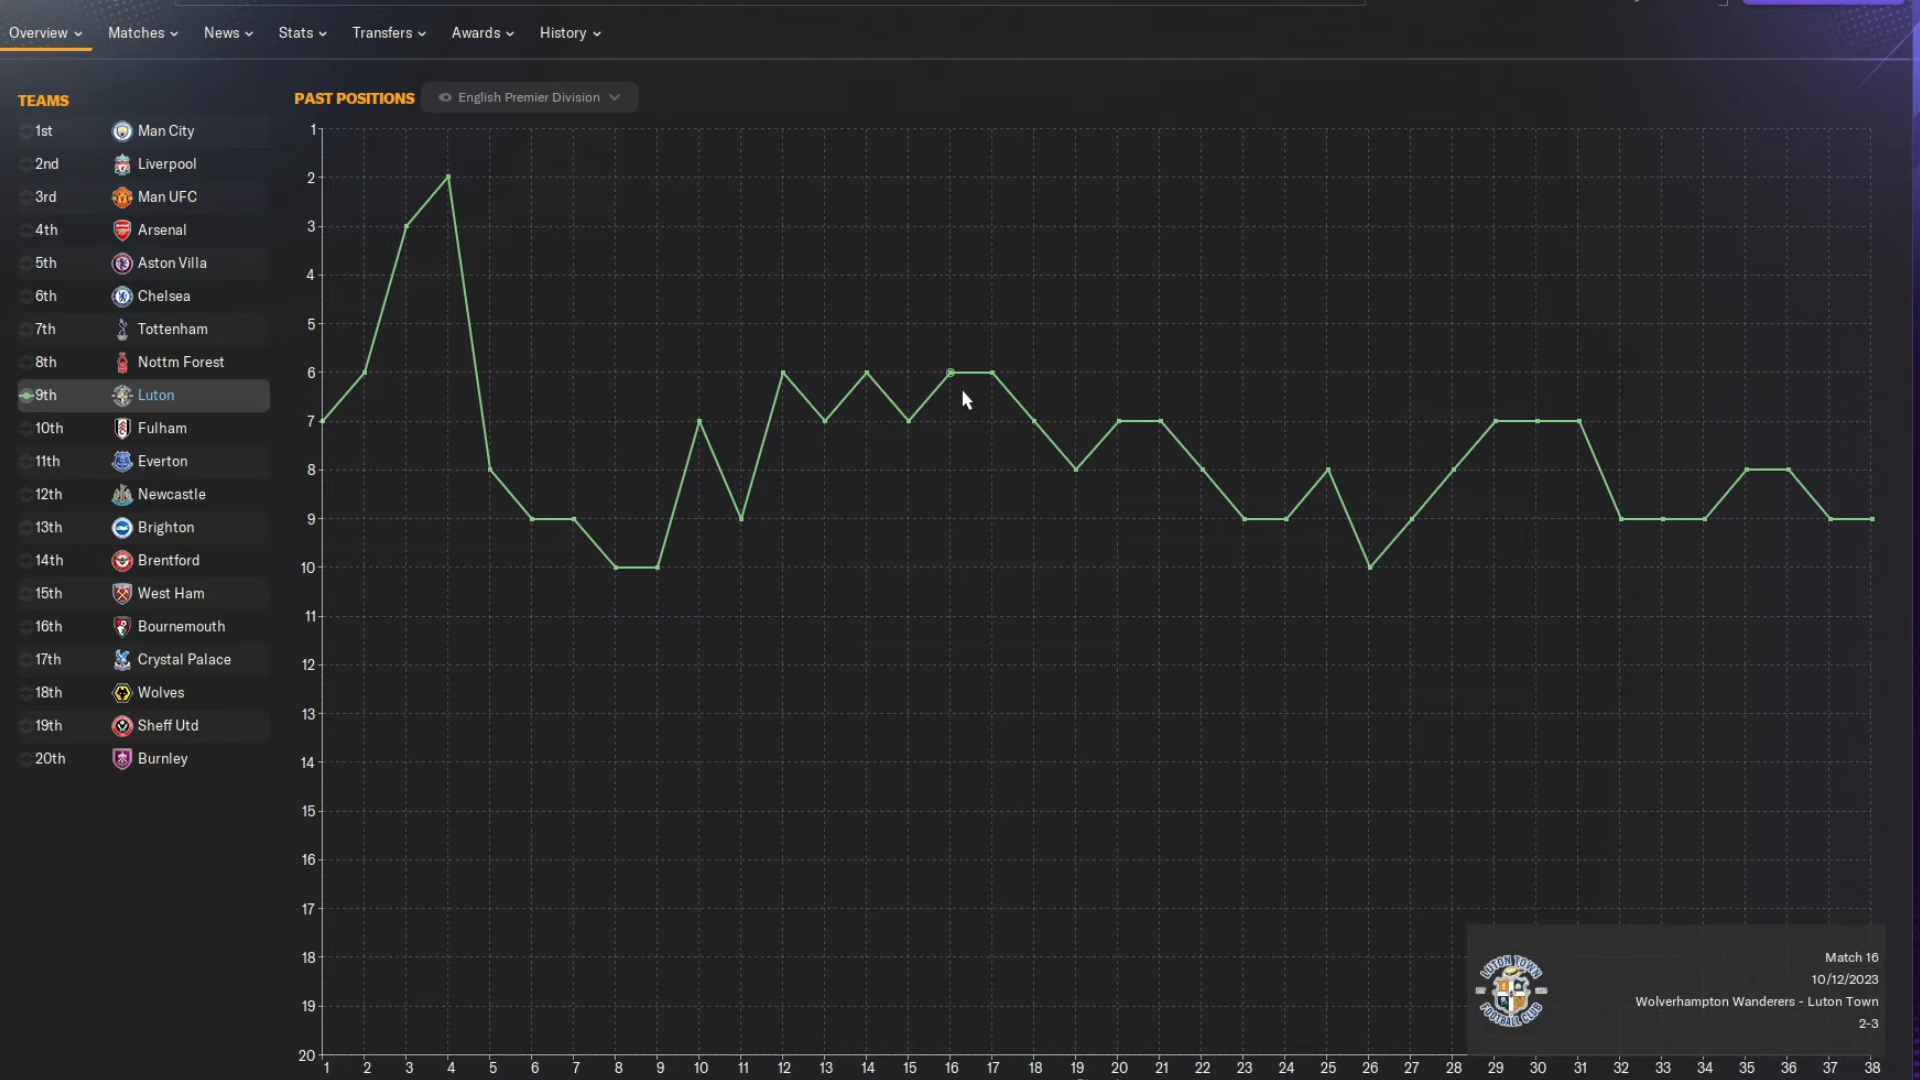 Overview Matches News Stats Transfers Awards History
TEAMS
1st Man City
2nd Liverpool
3rd Man UFC
4th Arsenal
5th Aston Villa
6th Chelsea
7th Tottenham
8th Nottm Forest
9th Luton
10th Fulham
11th Everton
12th Newcastle
13th Brighton
14th Brentford
15th West Ham
16th Bournemouth
17th Crystal Palace
18th Wolves
19th Sheff Utd
20th Burnley
PAST POSITIONS English Premier Division
1
2
3
4
5
6
7
8
9
10
11
12
13
14
15
16
17
18
19
20
1 2 3 4 5 6 7 8 9 10 11 12 13 14 15 16 17 18 19 20 21 22 23 24 25 26 27 28 29 30 31 32 33 34 35 36 37 38
LUTON TOWN
FOOTBALL CLUB
Match 16
10/12/2023
Wolverhampton Wanderers - Luton Town
2-3